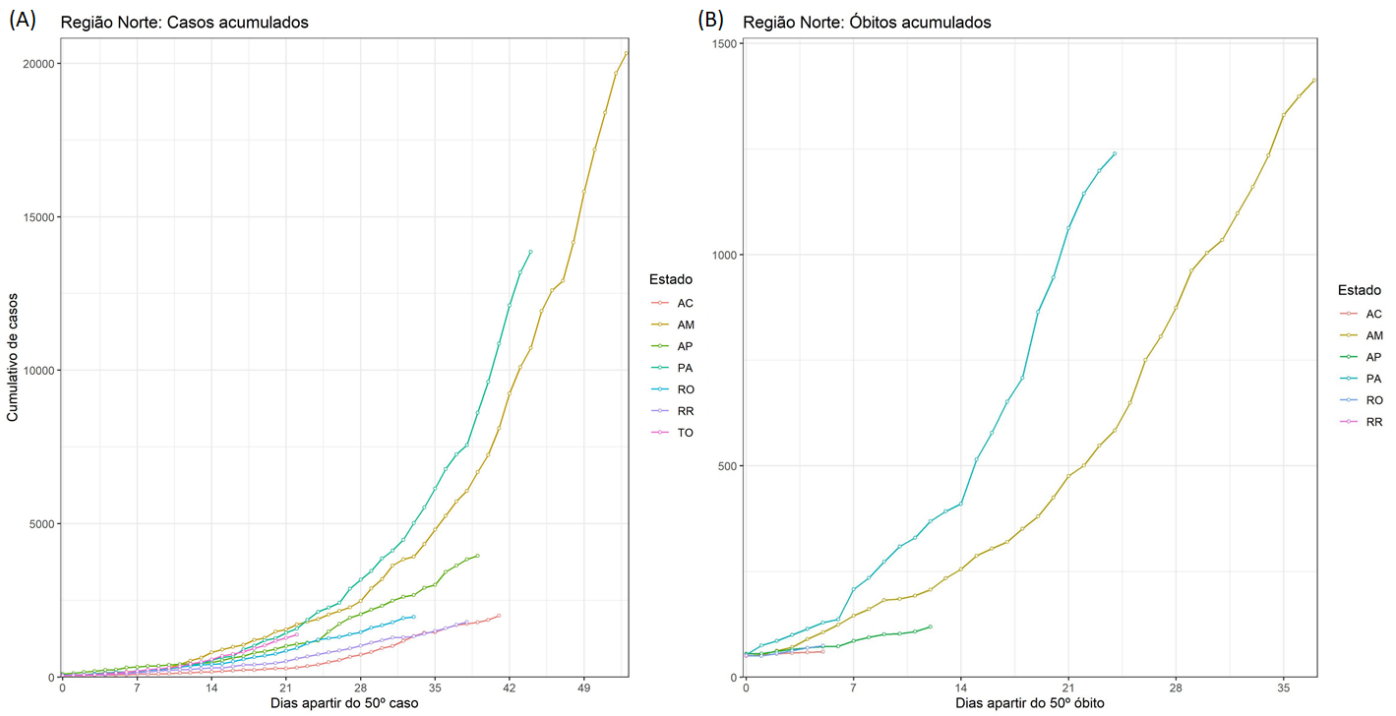 (A) Região Norte: Casos acumulados
Cumulativo de casos
20000
15000
10000
5000
0
0 7 14 21 28 35 42 49
Dias apartir do 50º caso
Estado
AC
AM
AP
PA
RO
RR
TO
(B) Região Norte: Óbitos acumulados
1500
1000
500
0
0 7 14 21 28 35
Dias apartir do 50º óbito
Estado
AC
AM
AP
PA
RO
RR